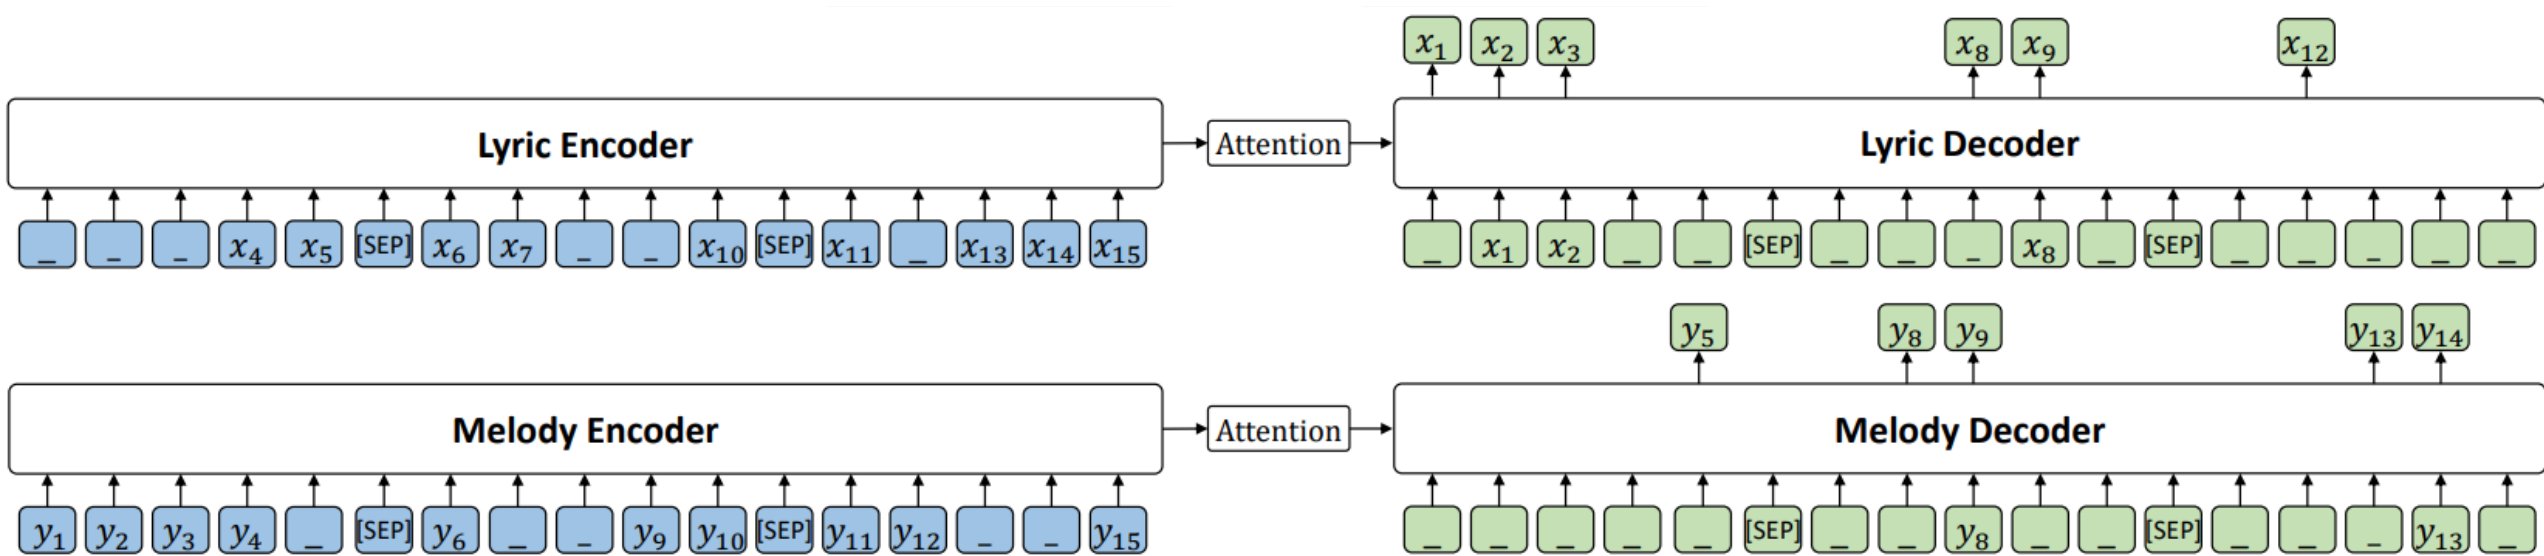 x1 x2 x3 x8 x9 x12
Lyric Encoder Attention Lyric Decoder
_ _ _ x4 x5 [SEP] x6 x7 _ _ x10 [SEP] x11 _ x13 x14 x15 _ x1 x2 _ _ [SEP] _ _ _ x8 _ [SEP] _ _ _ _ _
y5 y8 y9 y13 y14
Melody Encoder Attention Melody Decoder
y1 y2 y3 y4 _ [SEP] y6 _ _ y9 y10 [SEP] y11 y12 _ _ y15 _ _ _ _ _ [SEP] _ _ y8 _ _ [SEP] _ _ _ y13 _